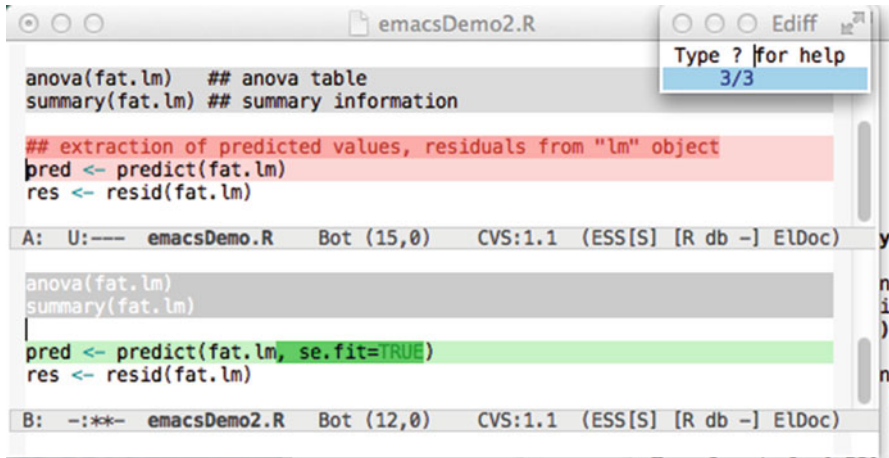 emacsDemo2.R
Ediff
Type ? for help
3/3
anova(fat.lm)   ## anova table
summary(fat.lm) ## summary information
## extraction of predicted values, residuals from "lm" object
pred <- predict(fat.lm)
res <- resid(fat.lm)
A:  U:---  emacsDemo.R    Bot (15,0)    CVS:1.1  (ESS[S] [R db -] ElDoc)
anova(fat.lm)
summary(fat.lm)
pred <- predict(fat.lm, se.fit=TRUE)
res <- resid(fat.lm)
B:  -:**-  emacsDemo2.R   Bot (12,0)    CVS:1.1  (ESS[S] [R db -] ElDoc)